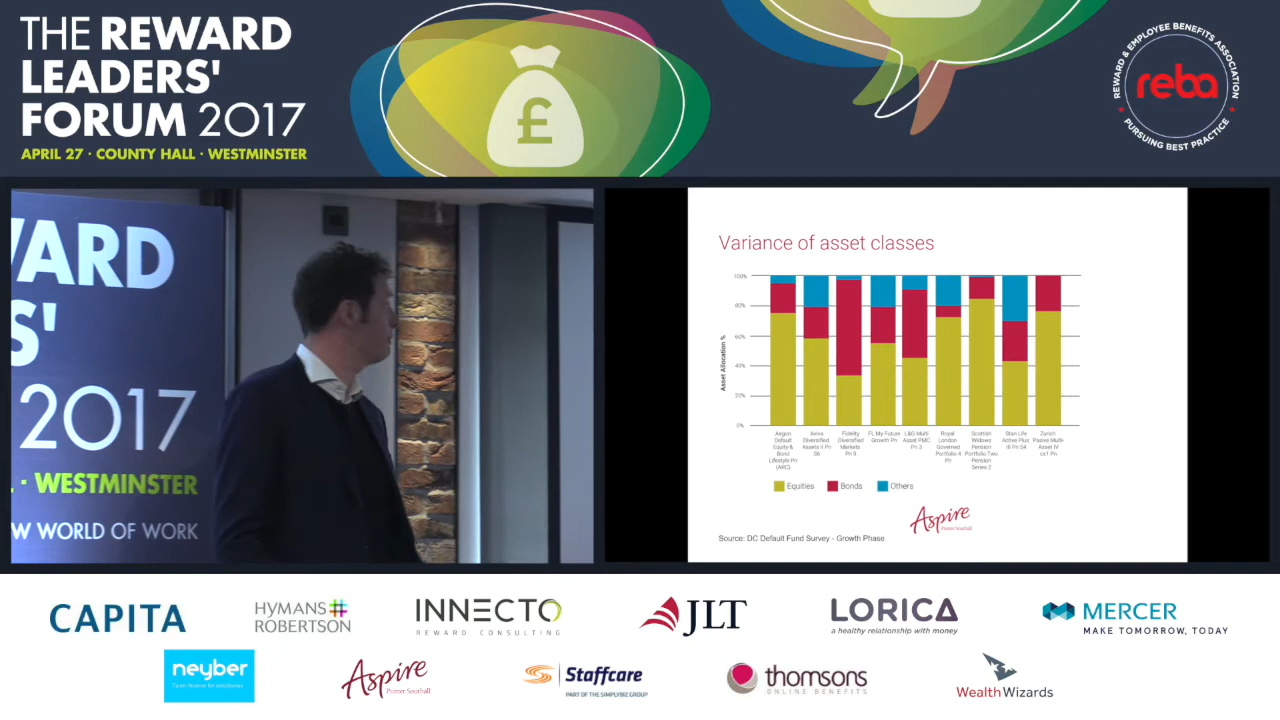 THE REWARD
LEADERS'
FORUM 2017
APRIL 27 · COUNTY HALL · WESTMINSTER
£
REWARD & EMPLOYEE BENEFITS ASSOCIATION
reba
PURSUING BEST PRACTICE
WARD
S'
2017
· WESTMINSTER
W WORLD OF WORK
Variance of asset classes
100%
80%
60%
40%
20%
0%
Asset Allocation %
Aegon
Default
Equity &
Bond
Lifestyle Pn
(ARC)
Aviva
Diversified
Assets II Pn
S6
Fidelity
Diversified
Markets
Pn 9
FL My Future
Growth Pn
L&G Multi
Asset PMC
Pn 3
Royal
London
Governed
Portfolio 4
Pn
Scottish
Widows
Pension
Portfolio Two
Pension
Series 2
Stan Life
Active Plus
III Pn S4
Zurich
Passive Multi-
Asset IV
cs1 Pn
Equities
Bonds
Others
Aspire
Punter Southall
Source: DC Default Fund Survey - Growth Phase
CAPITA
HYMANS
ROBERTSON
INNECTO
REWARD CONSULTING
JLT
LORICA
a healthy relationship with money
MERCER
MAKE TOMORROW, TODAY
neyber
Aspire
Punter Southall
Staffcare
PART OF THE SIMPLYBIZ GROUP
thomsons
ONLINE BENEFITS
WealthWizards